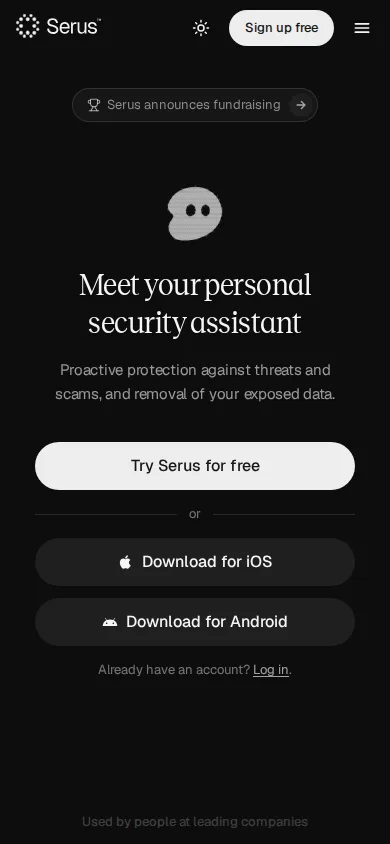 Serus™
Sign up free
Serus announces fundraising
Meet your personal
security assistant
Proactive protection against threats and
scams, and removal of your exposed data.
Try Serus for free
or
Download for iOS
Download for Android
Already have an account? Log in.
Used by people at leading companies